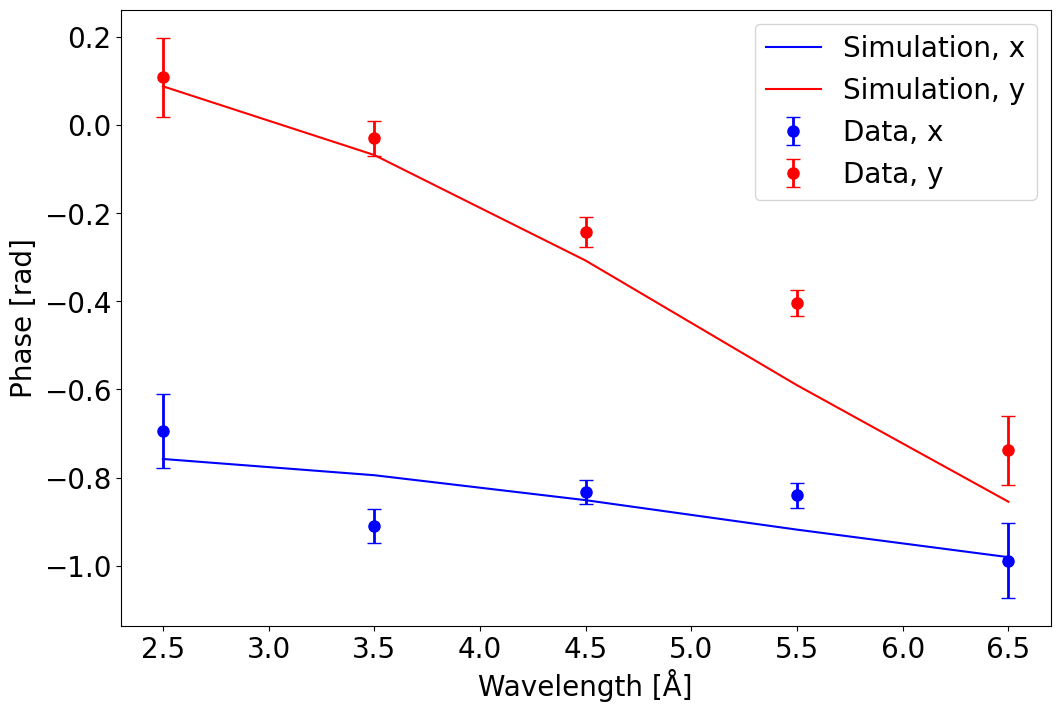 Simulation, x
Simulation, y
Data, x
Data, y
0.2
0.0
−0.2
−0.4
−0.6
−0.8
−1.0
Phase [rad]
2.5 3.0 3.5 4.0 4.5 5.0 5.5 6.0 6.5
Wavelength [Å]